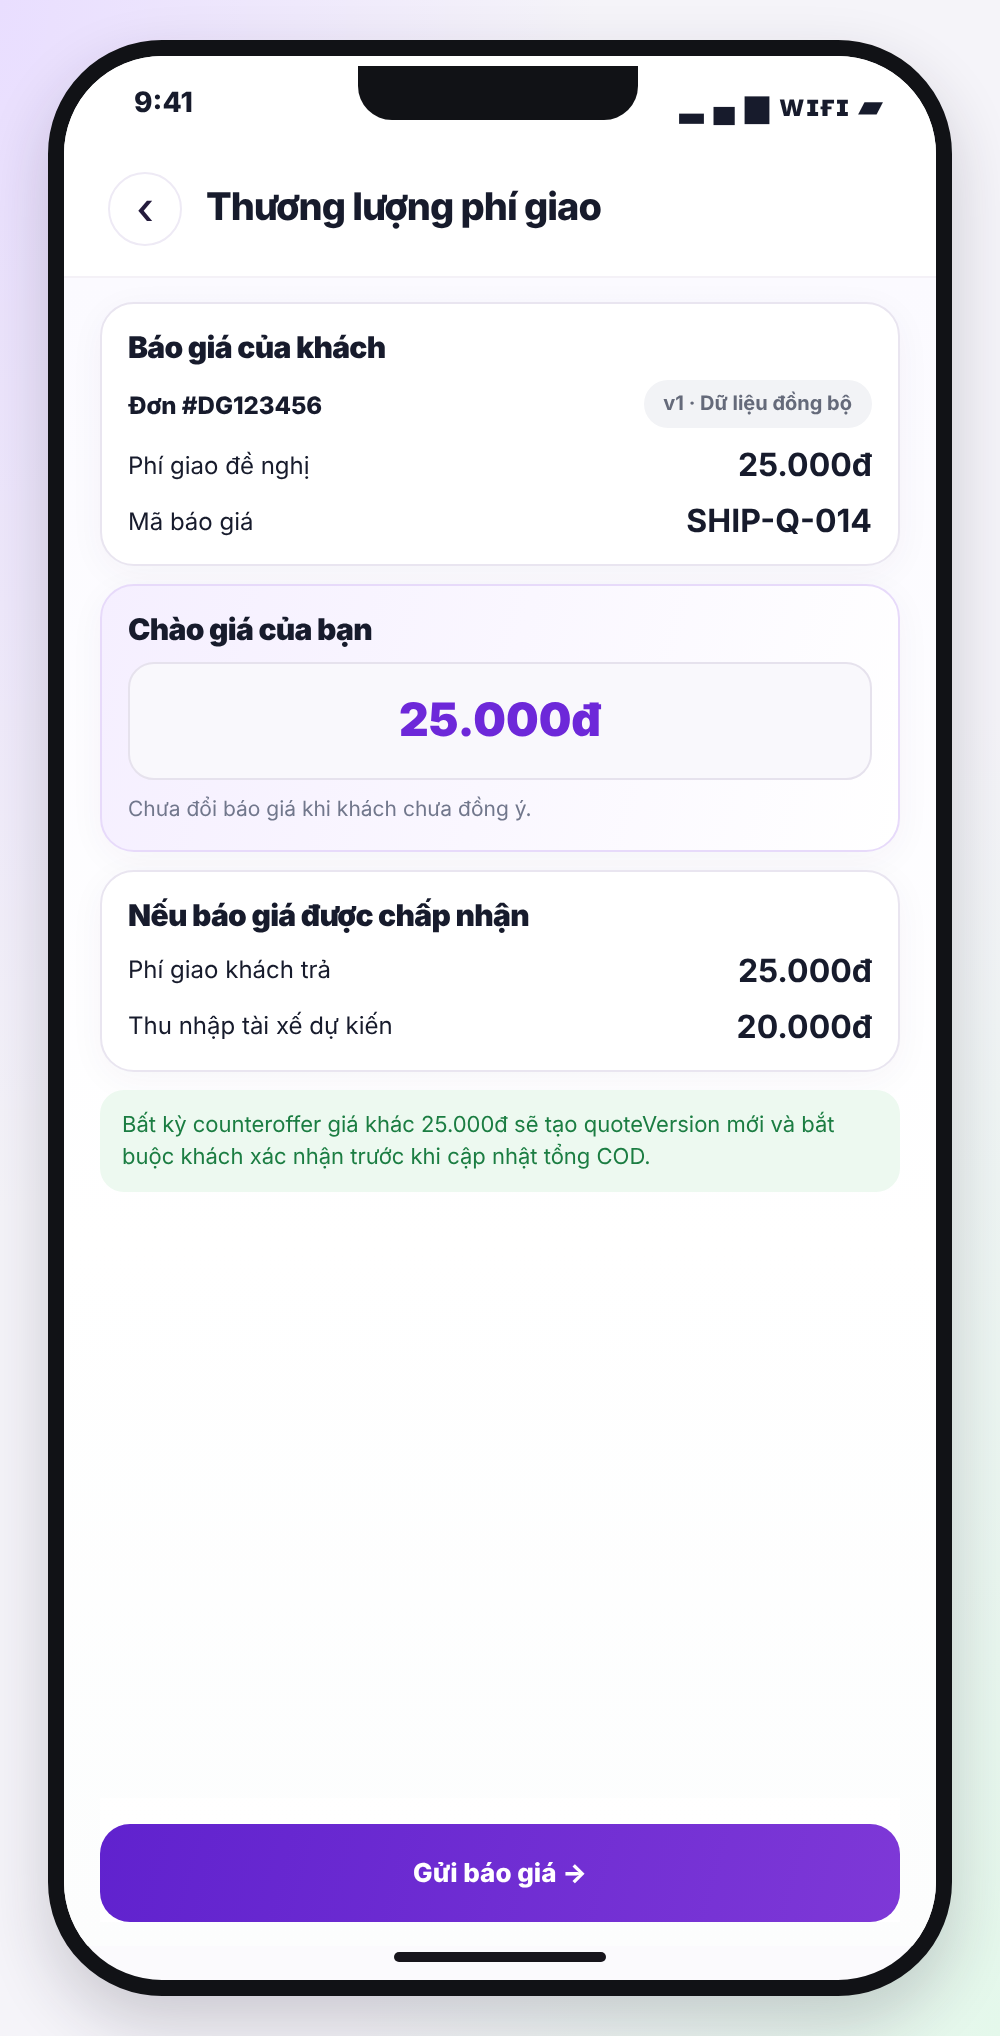 9:41
WIFI
Thương lượng phí giao
Báo giá của khách
Đơn #DG123456
v1 · Dữ liệu đồng bộ
Phí giao đề nghị
25.000đ
Mã báo giá
SHIP-Q-014
Chào giá của bạn
25.000đ
Chưa đổi báo giá khi khách chưa đồng ý.
Nếu báo giá được chấp nhận
Phí giao khách trả
25.000đ
Thu nhập tài xế dự kiến
20.000đ
Bất kỳ counteroffer giá khác 25.000đ sẽ tạo quoteVersion mới và bắt
buộc khách xác nhận trước khi cập nhật tổng COD.
Gửi báo giá →